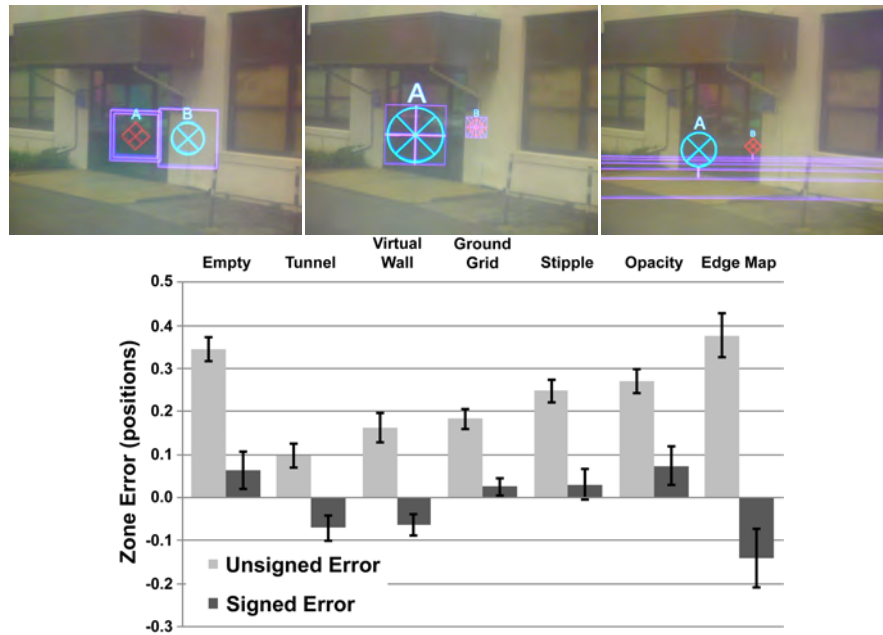 A
B
A
B
A
B
Empty
Tunnel
Virtual
Wall
Ground
Grid
Stipple
Opacity
Edge Map
Zone Error (positions)
0.5
0.4
0.3
0.2
0.1
0.0
-0.1
-0.2
-0.3
Unsigned Error
Signed Error